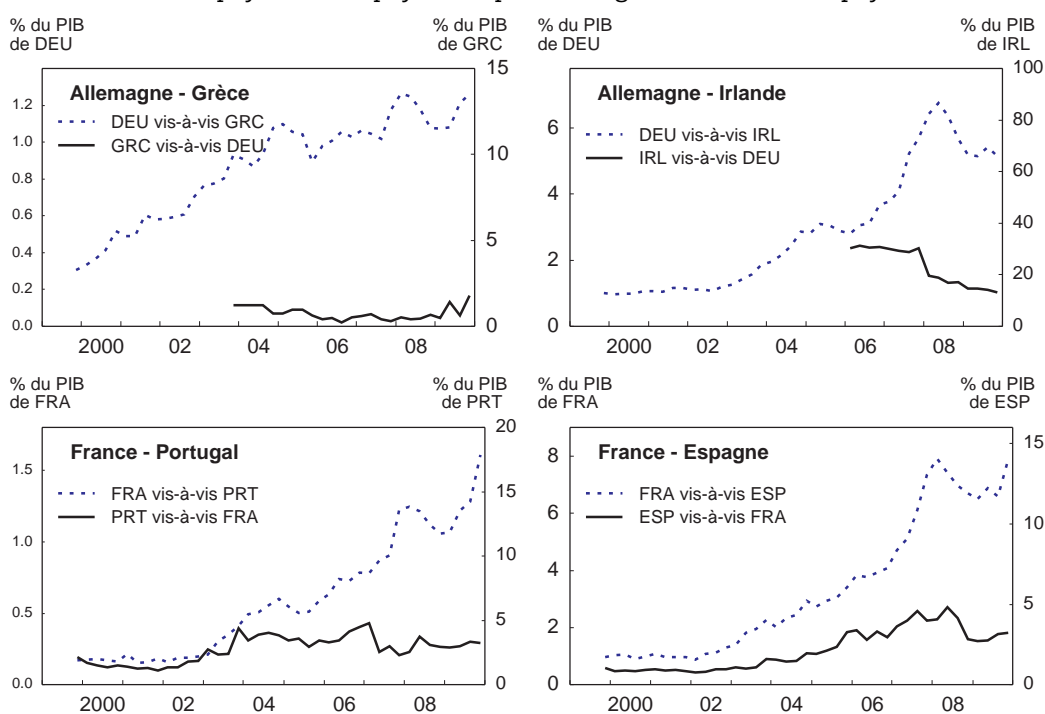 % du PIB
de DEU
% du PIB
de GRC
Allemagne - Grèce
DEU vis-à-vis GRC
GRC vis-à-vis DEU
1.2
1.0
0.8
0.6
0.4
0.2
0.0
15
10
5
0
2000 02 04 06 08
% du PIB
de DEU
% du PIB
de IRL
Allemagne - Irlande
DEU vis-à-vis IRL
IRL vis-à-vis DEU
6
4
2
0
100
80
60
40
20
0
2000 02 04 06 08
% du PIB
de FRA
% du PIB
de PRT
France - Portugal
FRA vis-à-vis PRT
PRT vis-à-vis FRA
1.5
1.0
0.5
0.0
20
15
10
5
0
2000 02 04 06 08
% du PIB
de FRA
% du PIB
de ESP
France - Espagne
FRA vis-à-vis ESP
ESP vis-à-vis FRA
8
6
4
2
0
15
10
5
0
2000 02 04 06 08